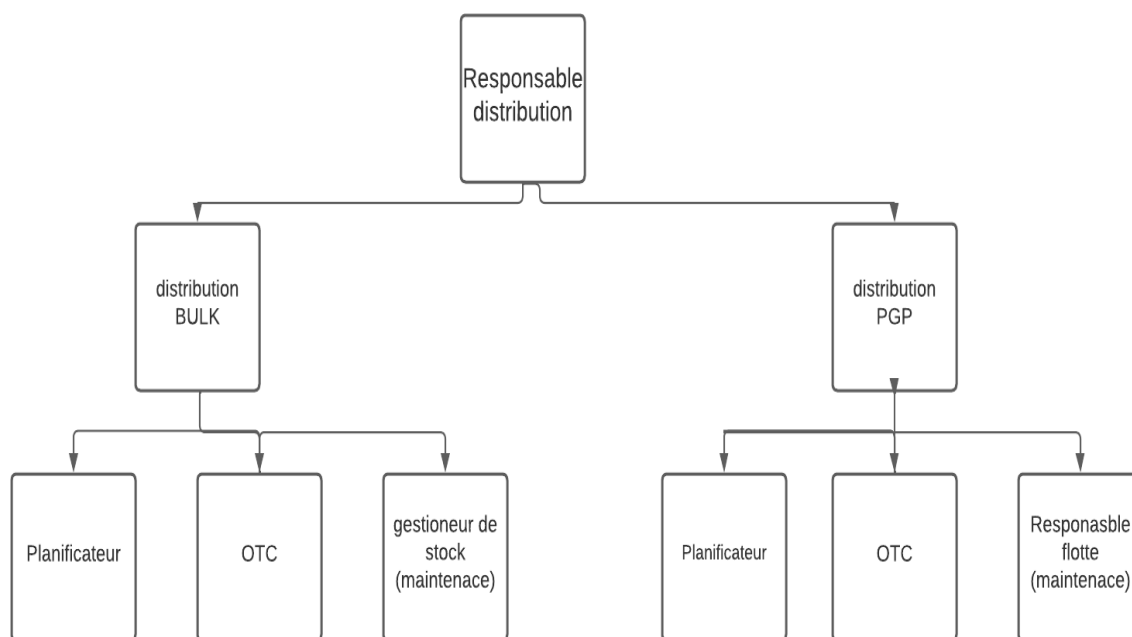 Responsable
distribution
distribution
BULK
distribution
PGP
Planificateur
OTC
gestioneur de
stock
(maintenace)
Planificateur
OTC
Responasble
flotte
(maintenace)